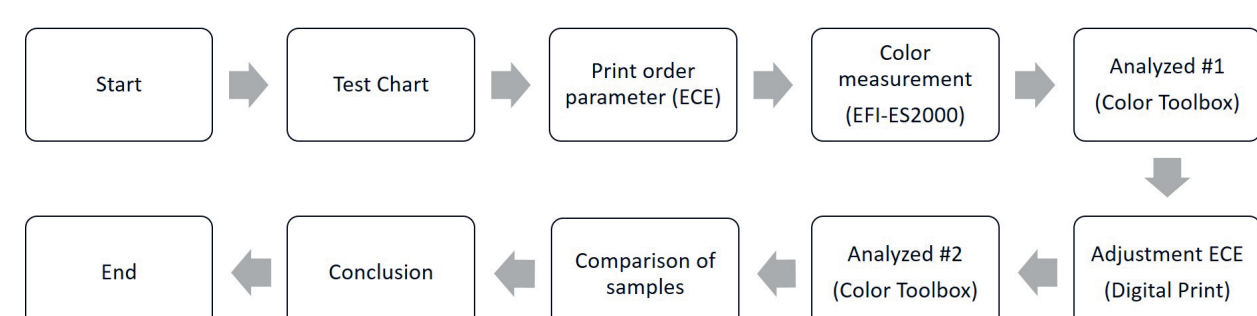 Start
Test Chart
Print order
parameter (ECE)
Color
measurement
(EFI-ES2000)
Analyzed #1
(Color Toolbox)
Adjustment ECE
(Digital Print)
Analyzed #2
(Color Toolbox)
Comparison of
samples
Conclusion
End